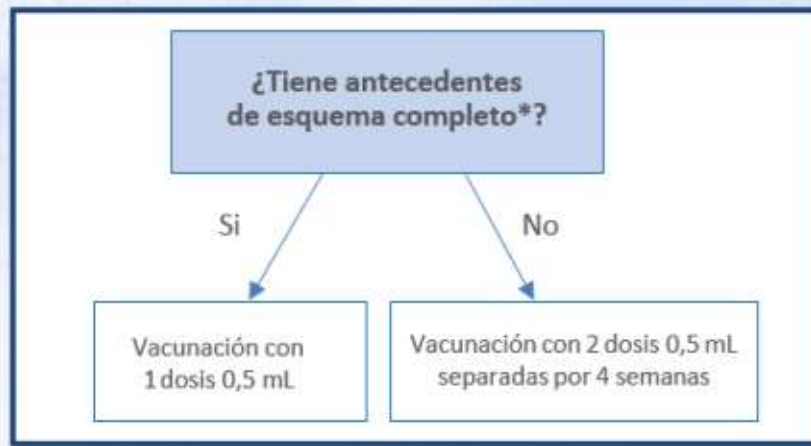 ¿Tiene antecedentes
de esquema completo*?
Si
No
Vacunación con
1 dosis 0,5 mL
Vacunación con 2 dosis 0,5 mL
separadas por 4 semanas